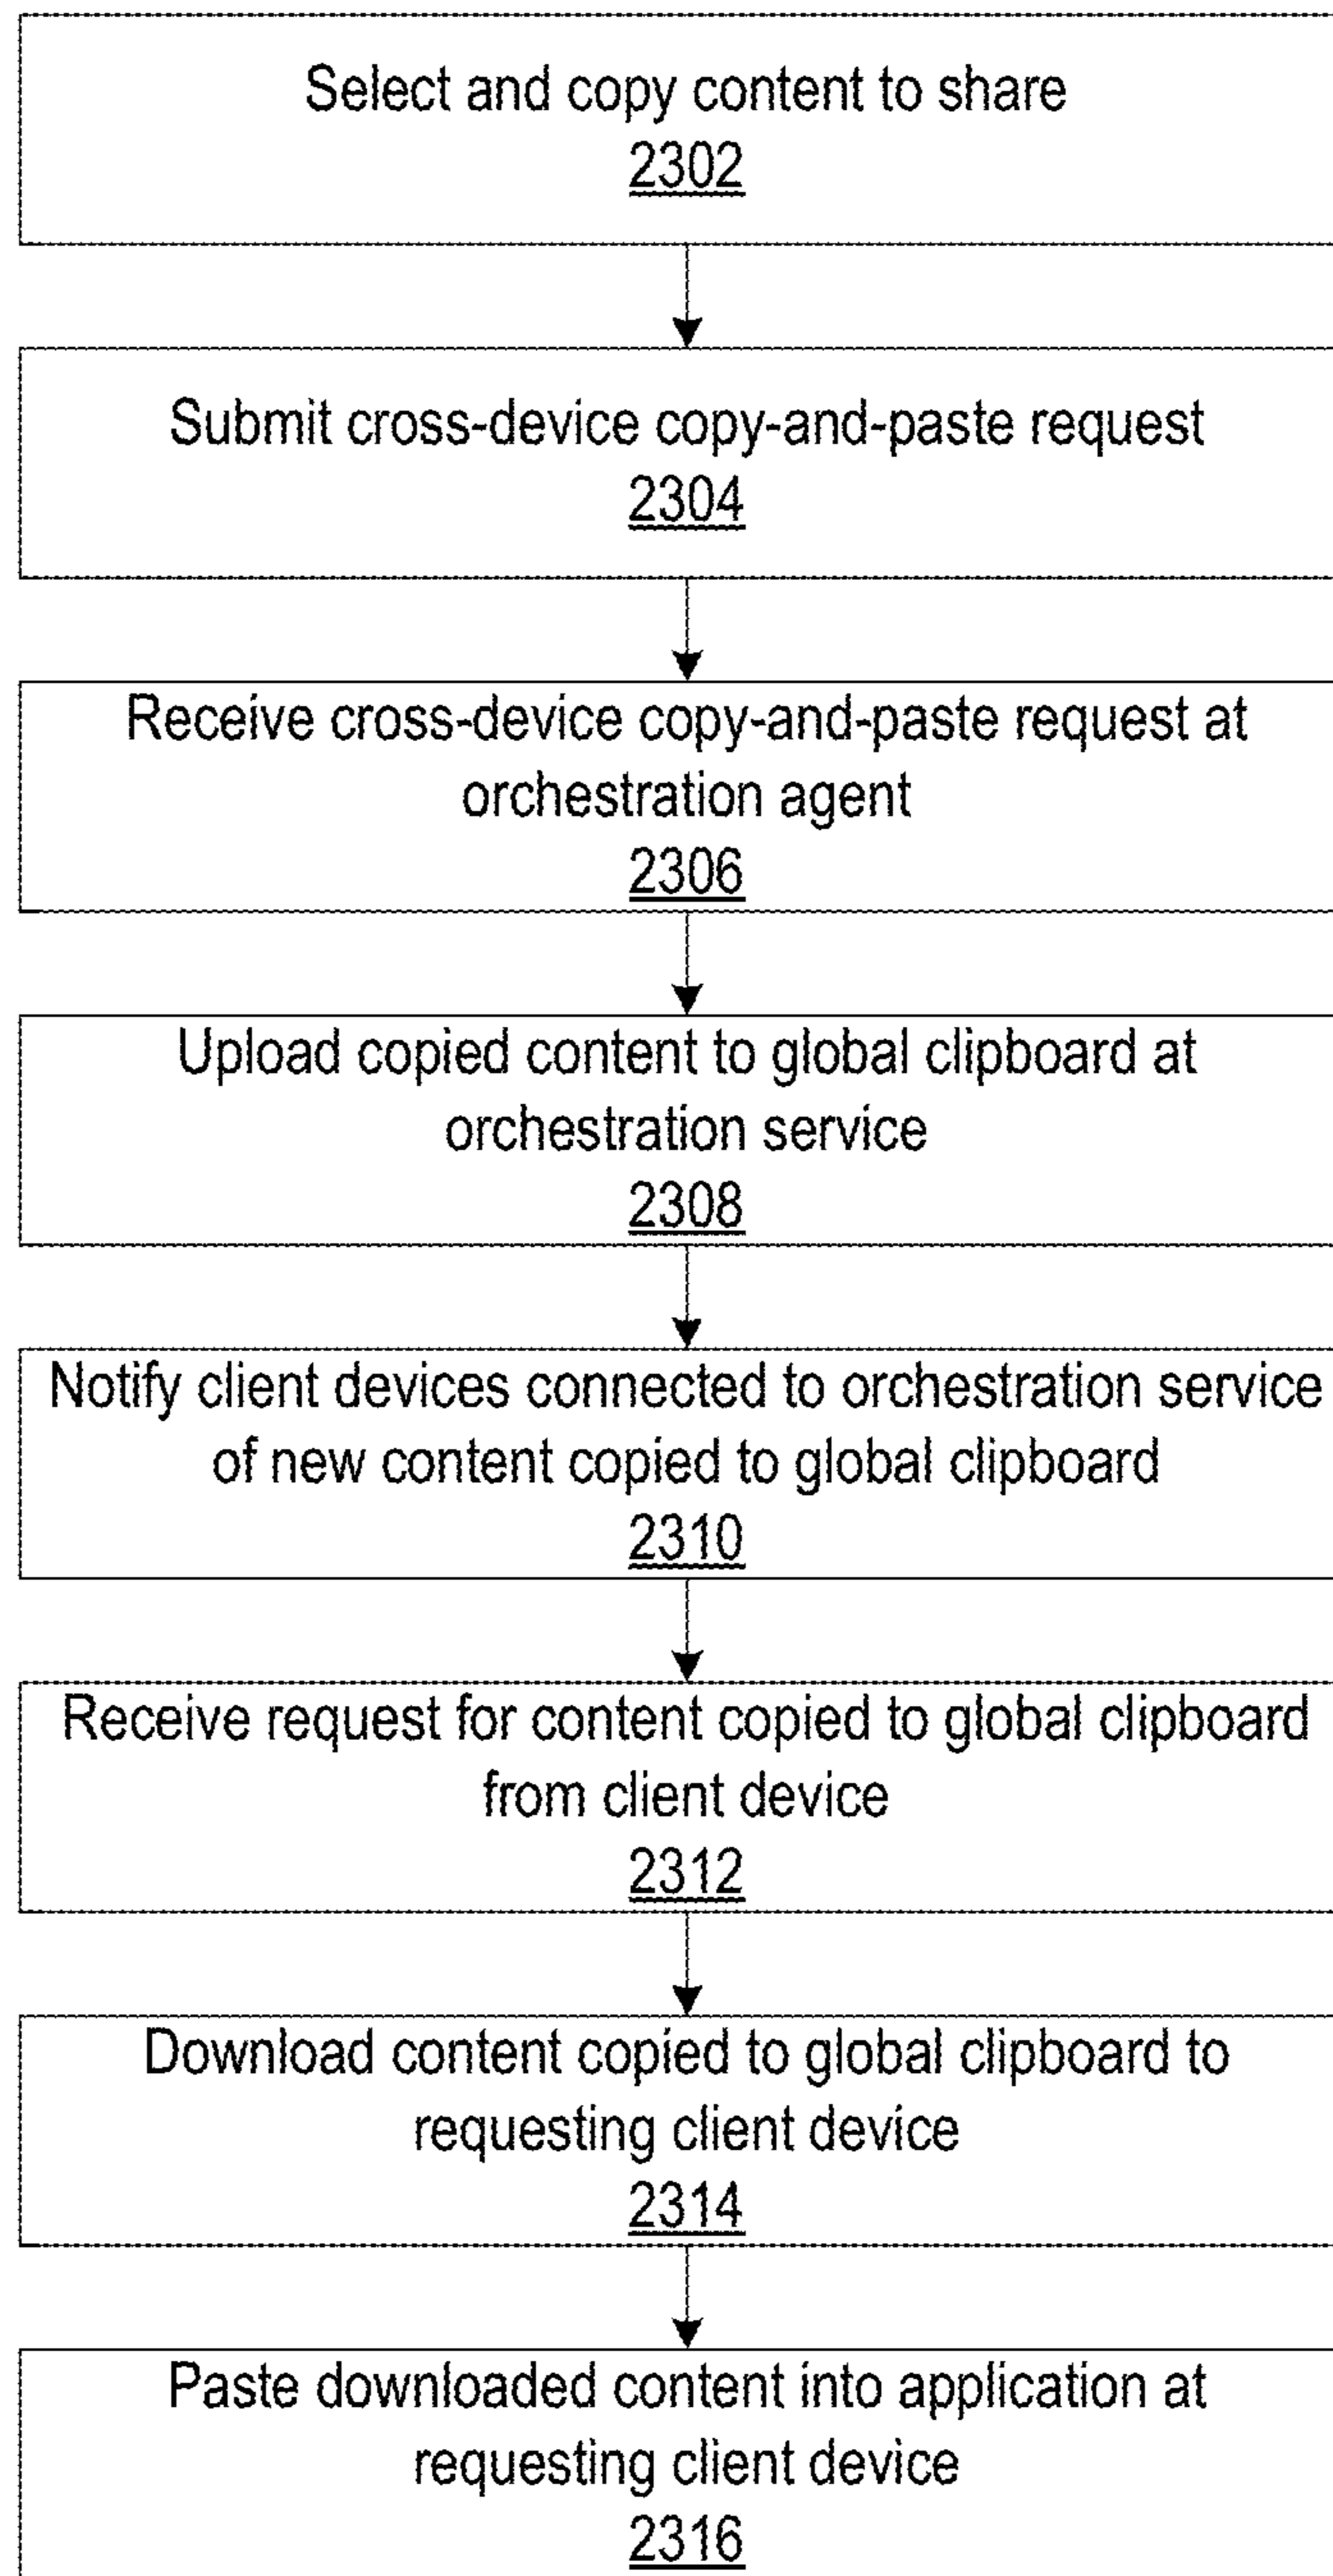 Select and copy content to share
2302
Submit cross-device copy-and-paste request
2304
Receive cross-device copy-and-paste request at
orchestration agent
2306
Upload copied content to global clipboard at
orchestration service
2308
Notify client devices connected to orchestration service
of new content copied to global clipboard
2310
Receive request for content copied to global clipboard
from client device
2312
Download content copied to global clipboard to
requesting client device
2314
Paste downloaded content into application at
requesting client device
2316